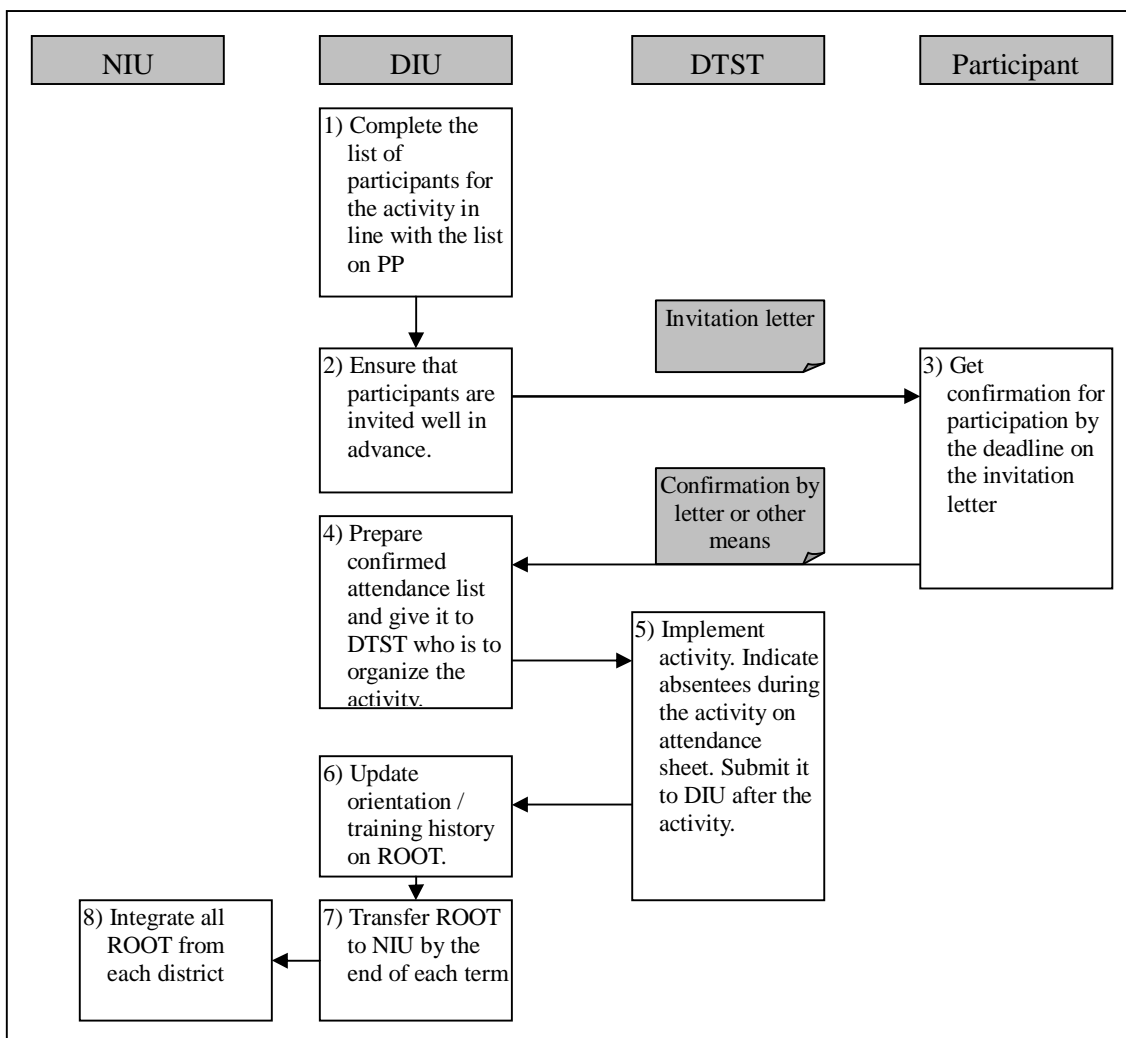 NIU
DIU
DTST
Participant
1) Complete the
list of
participants for
the activity in
line with the list
on PP
Invitation letter
2) Ensure that
participants are
invited well in
advance.
3) Get
confirmation for
participation by
the deadline on
the invitation
letter
Confirmation by
letter or other
means
4) Prepare
confirmed
attendance list
and give it to
DTST who is to
organize the
activity.
5) Implement
activity. Indicate
absentees during
the activity on
attendance
sheet. Submit it
to DIU after the
activity.
6) Update
orientation /
training history
on ROOT.
7) Transfer ROOT
to NIU by the
end of each term
8) Integrate all
ROOT from
each district